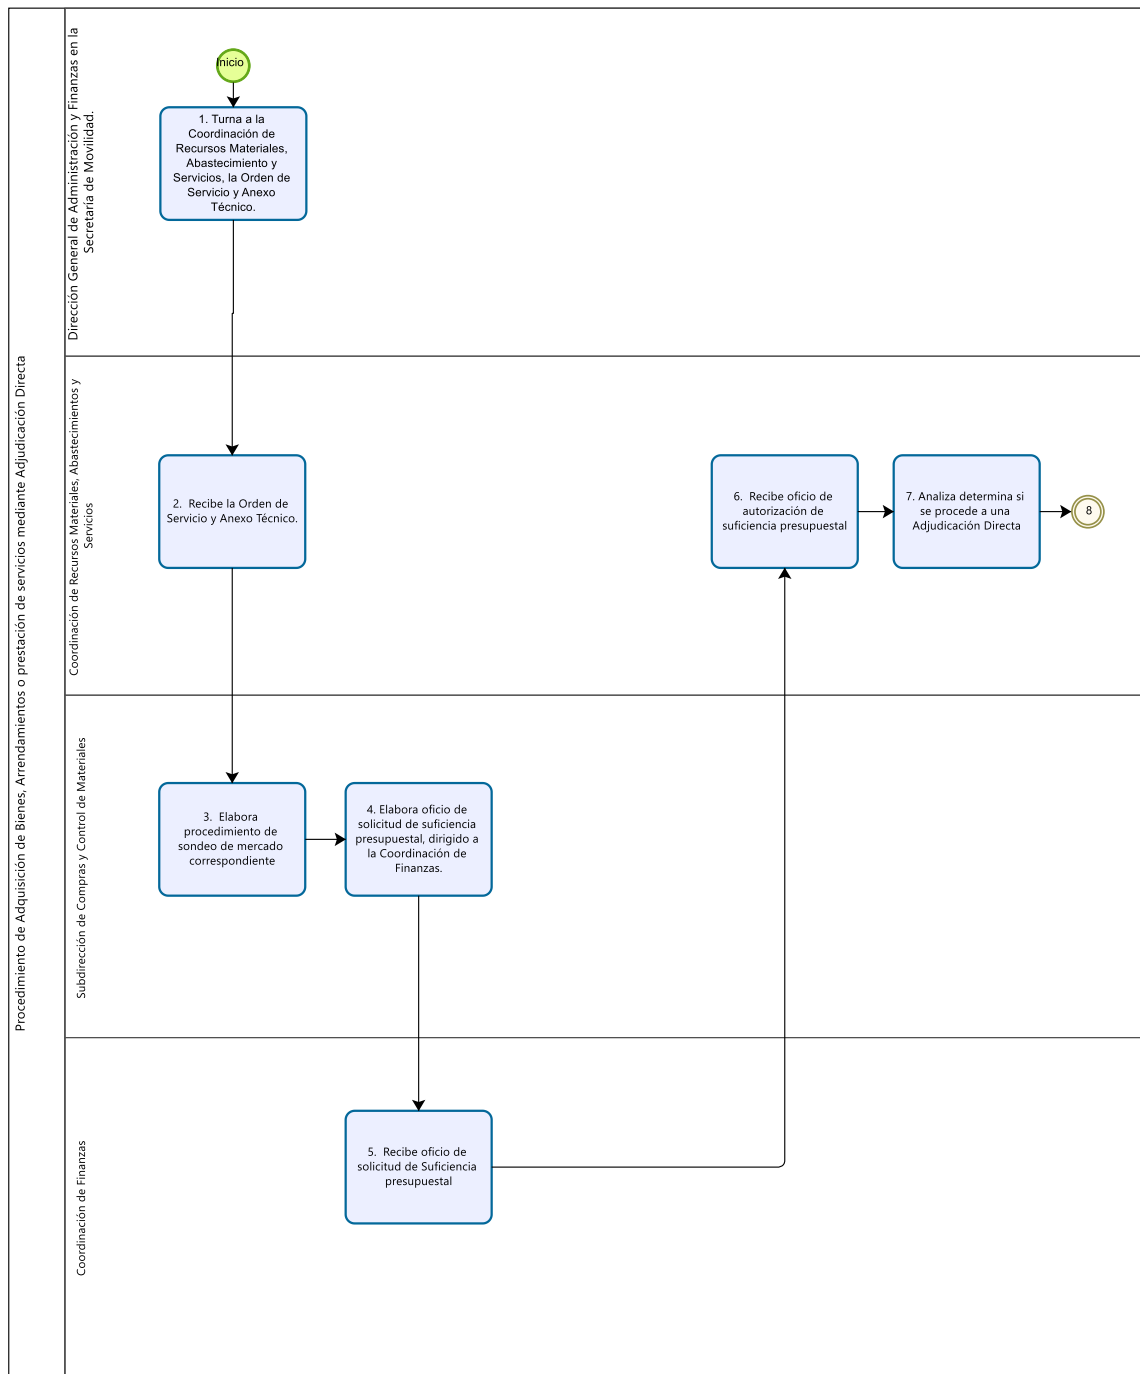 Procedimiento de Adquisición de Bienes, Arrendamientos o prestación de servicios mediante Adjudicación Directa
Dirección General de Administración y Finanzas en la
Secretaría de Movilidad.
Inicio
1. Turna a la
Coordinación de
Recursos Materiales,
Abastecimiento y
Servicios, la Orden de
Servicio y Anexo
Técnico.
Coordinación de Recursos Materiales, Abastecimientos y
Servicios
2. Recibe la Orden de
Servicio y Anexo Técnico.
6. Recibe oficio de
autorización de
suficiencia presupuestal
7. Analiza determina si
se procede a una
Adjudicación Directa
8
Subdirección de Compras y Control de Materiales
3. Elabora
procedimiento de
sondeo de mercado
correspondiente
4. Elabora oficio de
solicitud de suficiencia
presupuestal, dirigido a
la Coordinación de
Finanzas.
Coordinación de Finanzas
5. Recibe oficio de
solicitud de Suficiencia
presupuestal